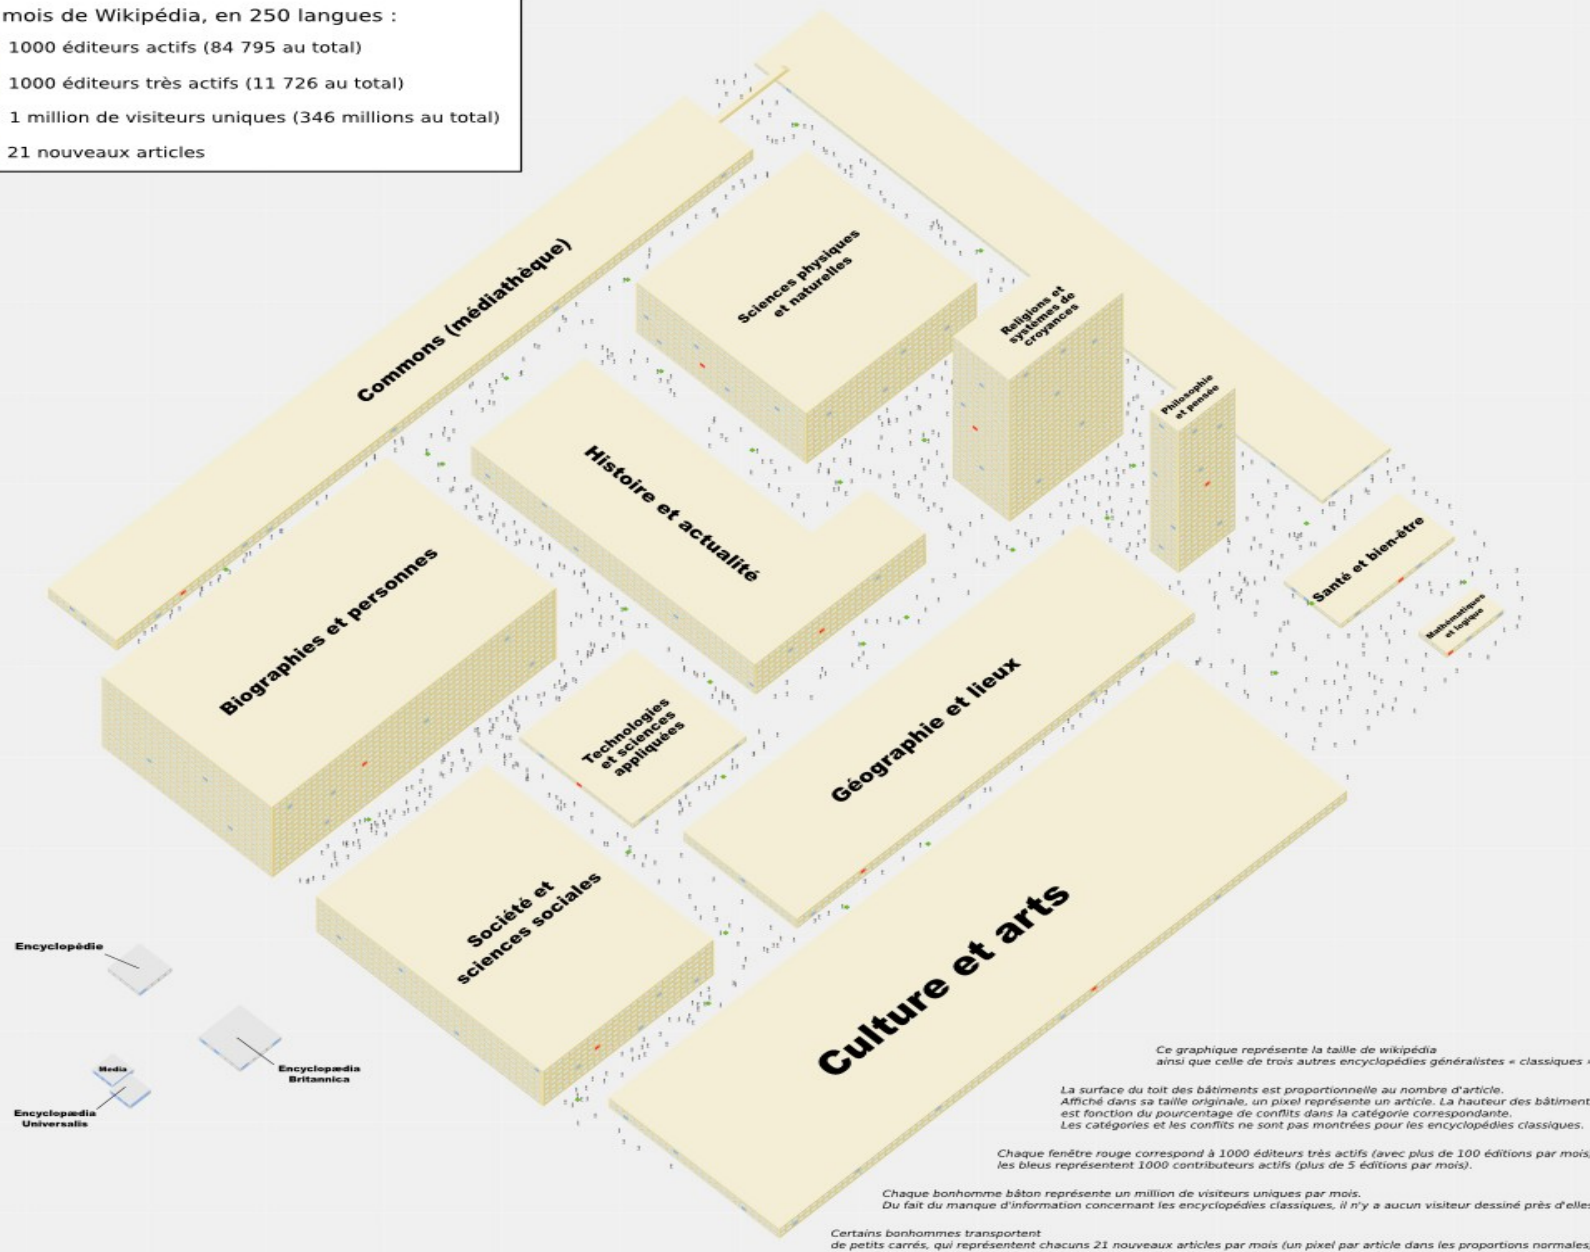 mois de Wikipédia, en 250 langues :
1000 éditeurs actifs (84 795 au total)
1000 éditeurs très actifs (11 726 au total)
1 million de visiteurs uniques (346 millions au total)
21 nouveaux articles
Commons (médiathèque)
Sciences physiques
et naturelles
Religions et
systèmes de
croyances
Philosophie
et pensée
Histoire et actualité
Santé et bien-être
Mathématiques
et logique
Biographies et personnes
Technologies
et sciences
appliquées
Géographie et lieux
Société et
sciences sociales
Culture et arts
Encyclopédie
Encyclopædia
Britannica
Media
Encyclopædia
Universalis
Ce graphique représente la taille de wikipédia
ainsi que celle de trois autres encyclopédies généralistes « classiques »
La surface du toit des bâtiments est proportionnelle au nombre d'article.
Affiché dans sa taille originale, un pixel représente un article. La hauteur des bâtiment
est fonction du pourcentage de conflits dans la catégorie correspondante.
Les catégories et les conflits ne sont pas montrées pour les encyclopédies classiques.
Chaque fenêtre rouge correspond à 1000 éditeurs très actifs (avec plus de 100 éditions par mois)
les bleus représentent 1000 contributeurs actifs (plus de 5 éditions par mois).
Chaque bonhomme bâton représente un million de visiteurs uniques par mois.
Du fait du manque d'information concernant les encyclopédies classiques, il n'y a aucun visiteur dessiné près d'elles
Certains bonhommes transportent
de petits carrés, qui représentent chacuns 21 nouveaux articles par mois (un pixel par article dans les proportions normales)